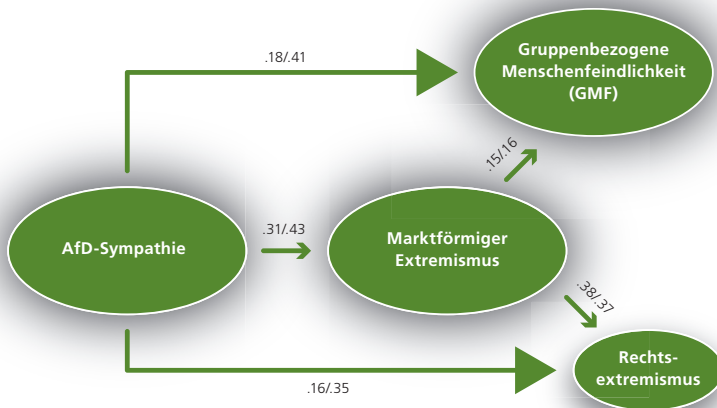 .18/.41
Gruppenbezogene
Menschenfeindlichkeit
(GMF)
.15/.16
AfD-Sympathie
.31/.43
Marktförmiger
Extremismus
.38/.37
Rechts-
extremismus
.16/.35